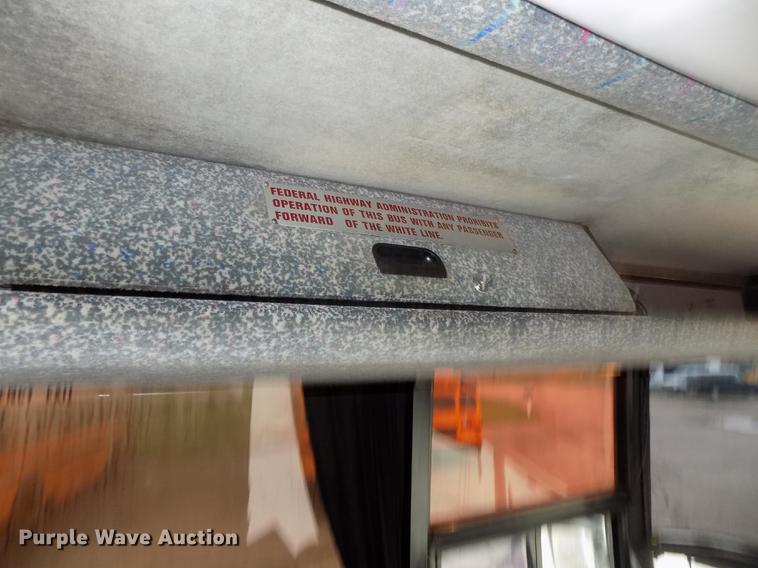 FEDERAL HIGHWAY ADMINISTRATION PROHIBITS
OPERATION OF THIS BUS WITH ANY PASSENGER
FORWARD OF THE WHITE LINE.
Purple Wave Auction